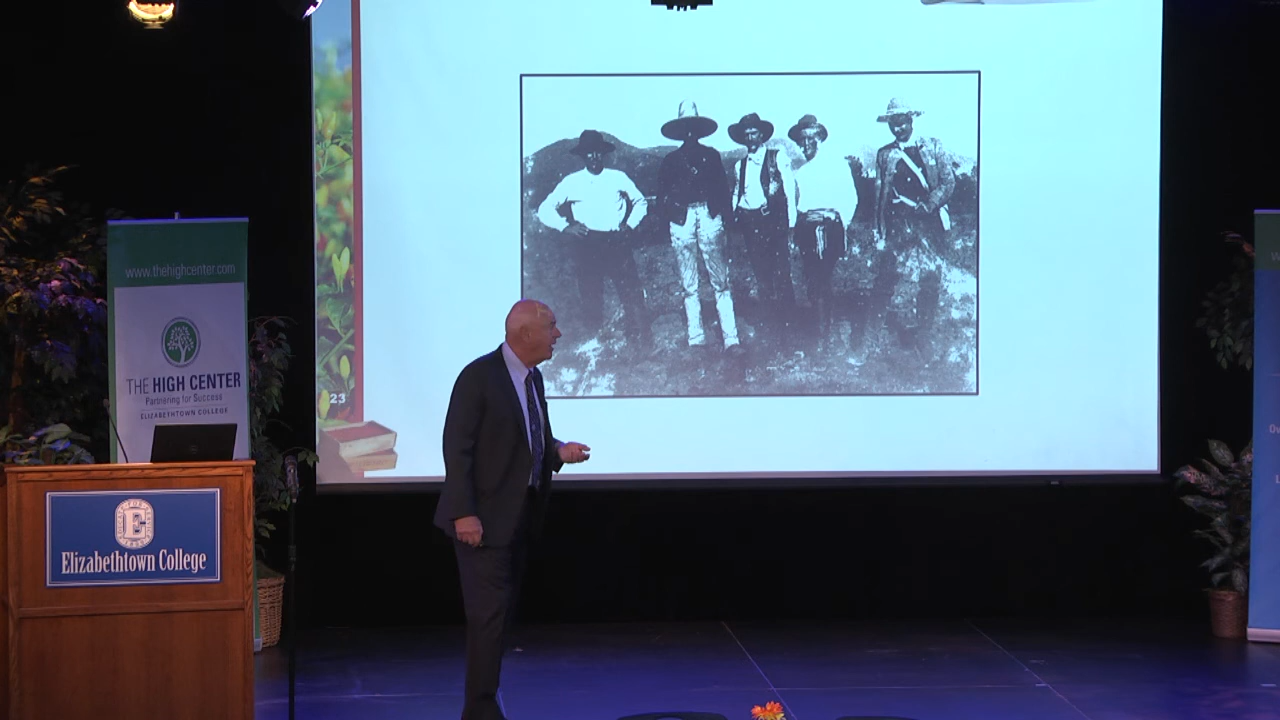 www.thehighcenter.com
THE HIGH CENTER
Partnering for Success
ELIZABETHTOWN COLLEGE
23
E
Elizabethtown College